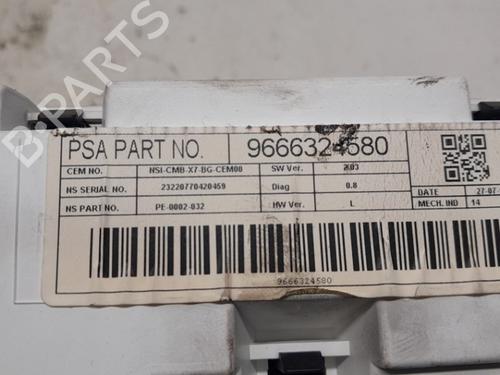 PSA PART NO. 9666324580
CEM NO. NSI-CMB-X7-BG-CEM00 SW Ver. 2.03
NS SERIAL NO. 23220770420459 Diag 0.8 DATE 27-07-
NS PART NO. PE-0002-032 HW Ver. L MECH. IND 14
9666324580
B-Parts